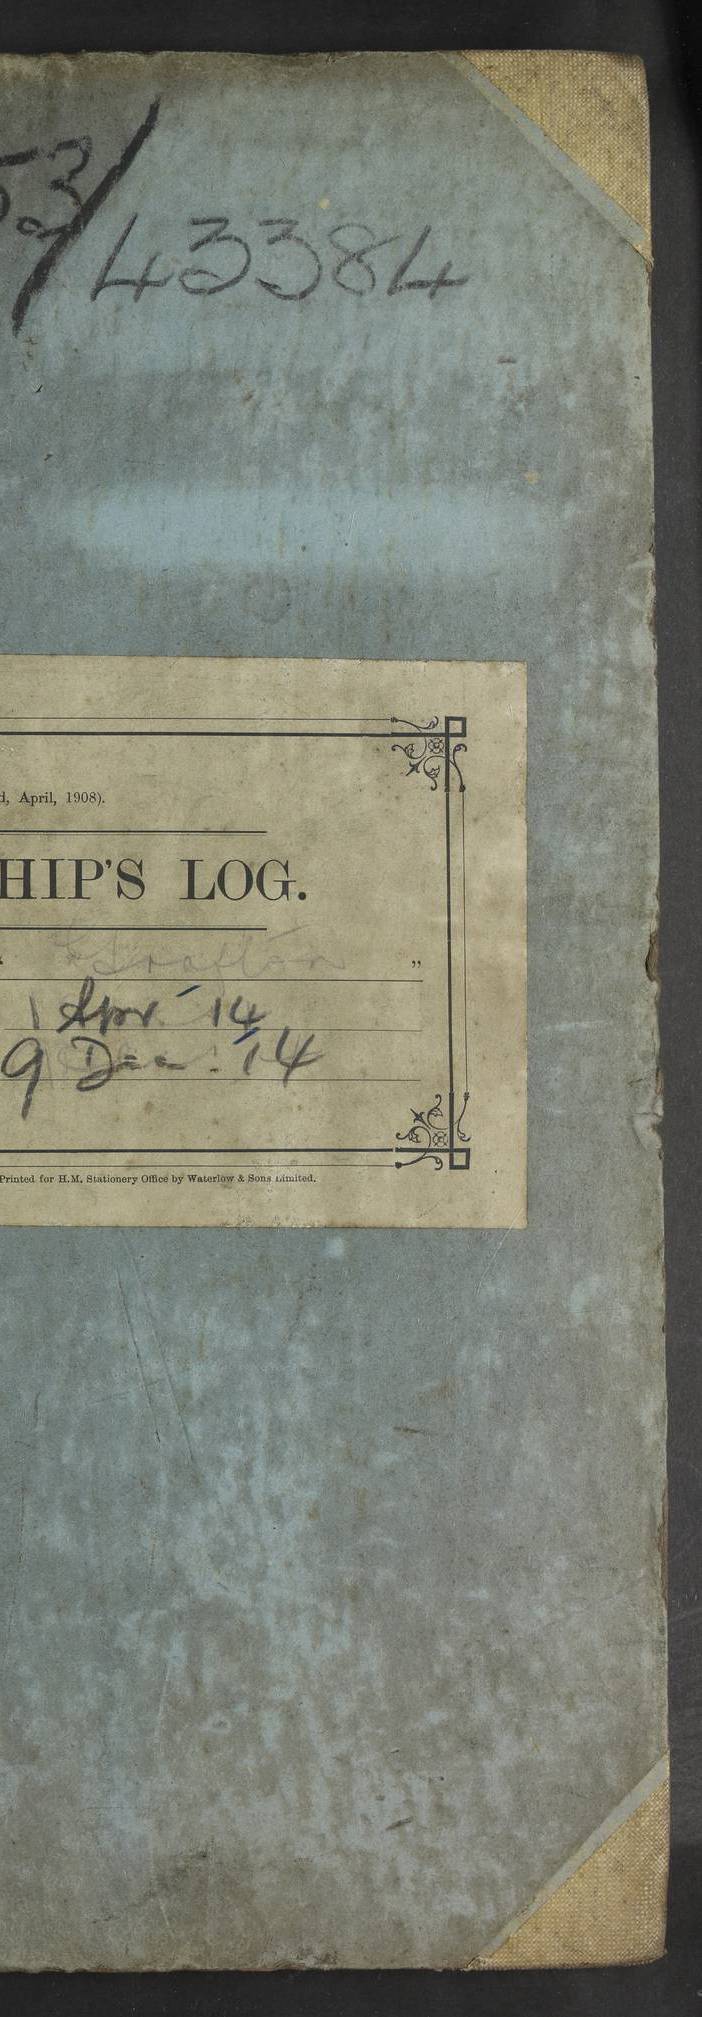 53/43384
d, April, 1908).
HIP'S LOG.
Grafton "
1 Apr '14
9 Dec. '14
Printed for H.M. Stationery Office by Waterlow & Sons Limited.